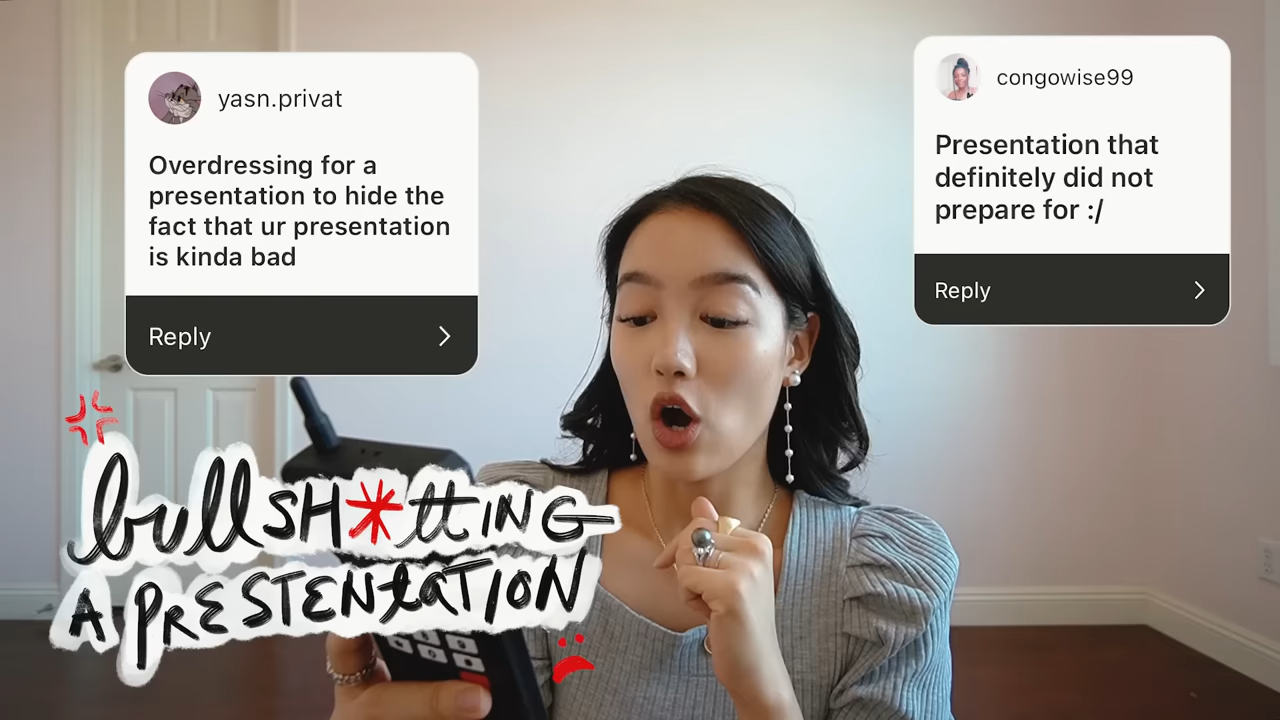 yasn.privat
Overdressing for a
presentation to hide the
fact that ur presentation
is kinda bad
Reply
congowise99
Presentation that
definitely did not
prepare for :/
Reply
bullSH*ttING
A PRESTENtATION